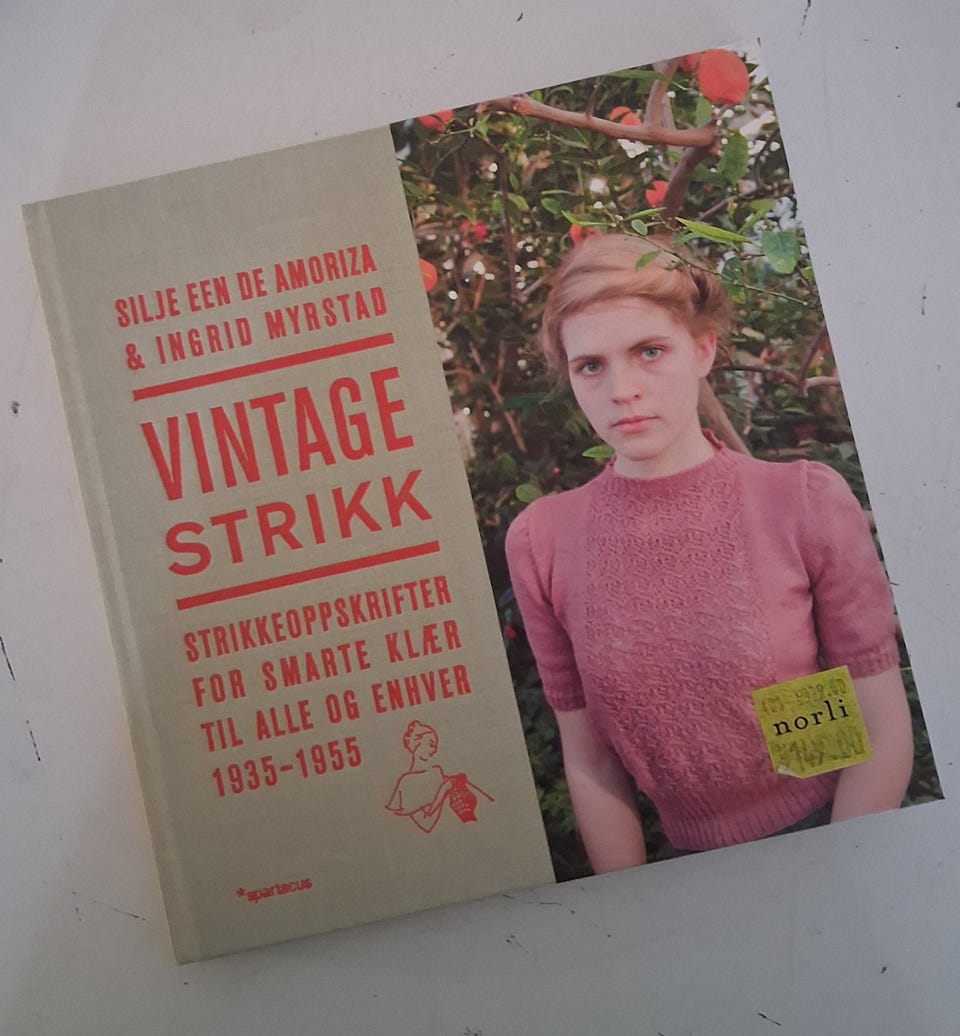 SILJE EEN DE AMORIZA
& INGRID MYRSTAD
VINTAGE
STRIKK
STRIKKEOPPSKRIFTER
FOR SMARTE KLÆR
TIL ALLE OG ENHVER
1935–1955
*spartacus
norli